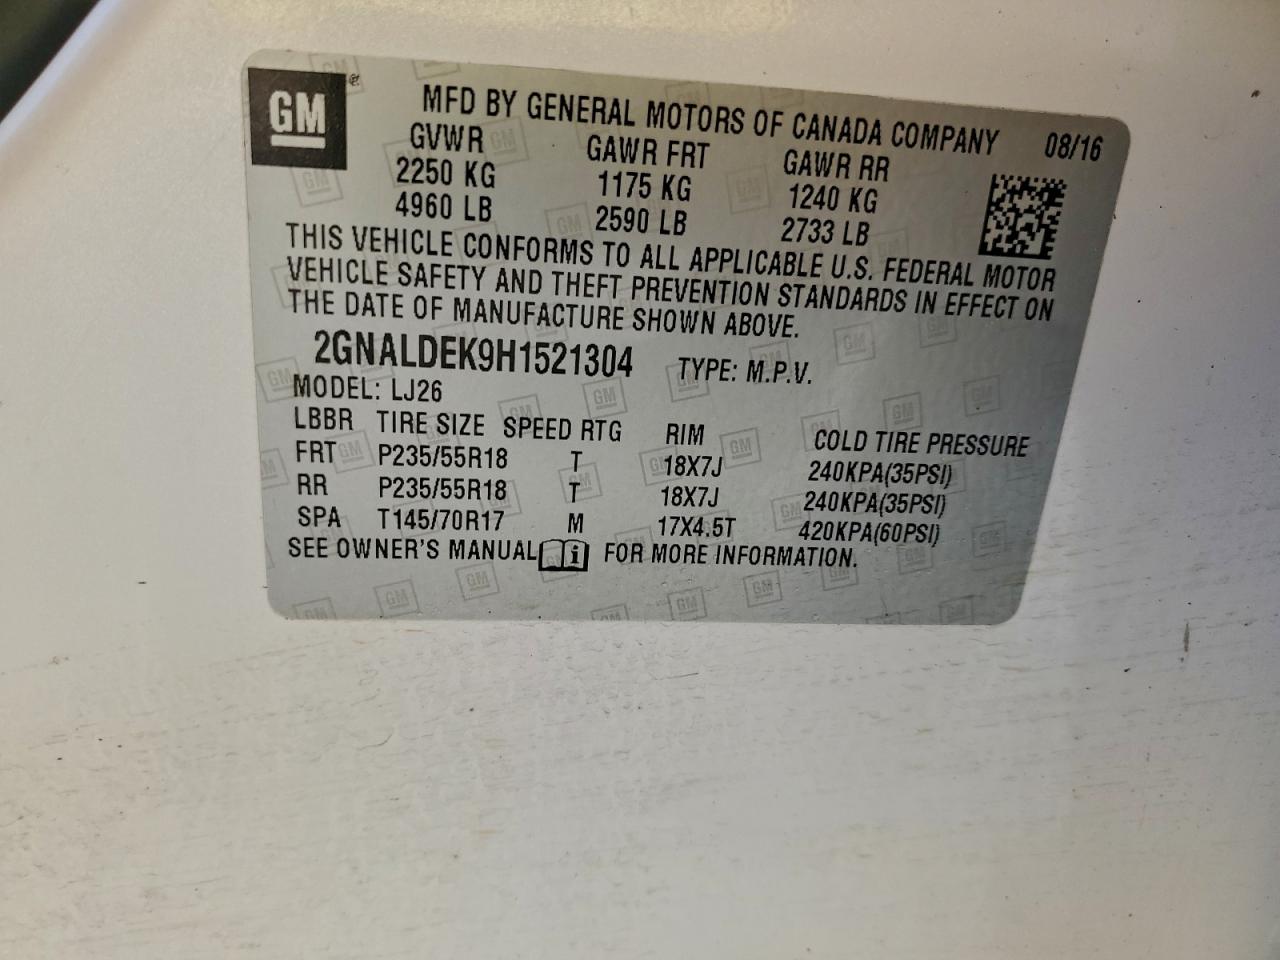 GM ®
MFD BY GENERAL MOTORS OF CANADA COMPANY 08/16
GVWR GAWR FRT GAWR RR
2250 KG 1175 KG 1240 KG
4960 LB 2590 LB 2733 LB
THIS VEHICLE CONFORMS TO ALL APPLICABLE U.S. FEDERAL MOTOR
VEHICLE SAFETY AND THEFT PREVENTION STANDARDS IN EFFECT ON
THE DATE OF MANUFACTURE SHOWN ABOVE.
2GNALDEK9H1521304 TYPE: M.P.V.
MODEL: LJ26
LBBR TIRE SIZE SPEED RTG RIM COLD TIRE PRESSURE
FRT P235/55R18 T 18X7J 240KPA(35PSI)
RR P235/55R18 T 18X7J 240KPA(35PSI)
SPA T145/70R17 M 17X4.5T 420KPA(60PSI)
SEE OWNER'S MANUAL i FOR MORE INFORMATION.